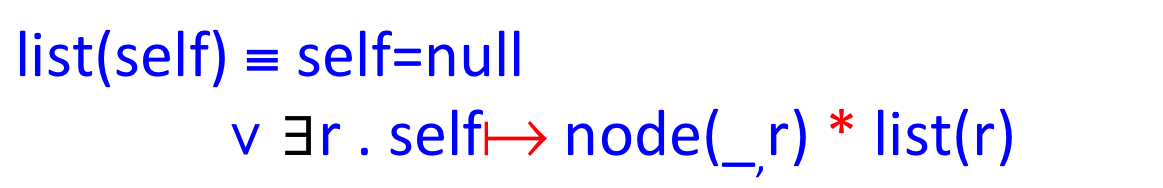 list(self) ≡ self=null
∨ ∃r . self↦ node(_,r) * list(r)